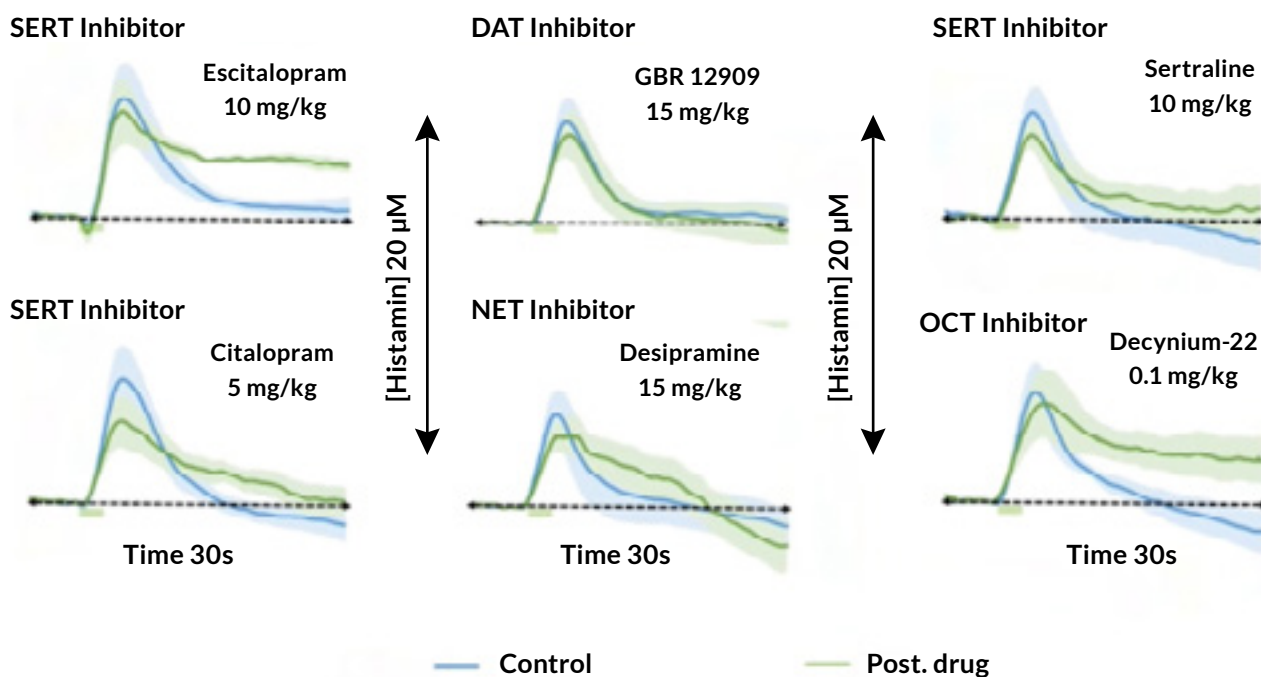 SERT Inhibitor
Escitalopram
10 mg/kg
DAT Inhibitor
GBR 12909
15 mg/kg
SERT Inhibitor
Sertraline
10 mg/kg
[Histamin] 20 µM
[Histamin] 20 µM
SERT Inhibitor
Citalopram
5 mg/kg
NET Inhibitor
Desipramine
15 mg/kg
OCT Inhibitor
Decynium-22
0.1 mg/kg
Time 30s
Time 30s
Time 30s
Control
Post. drug